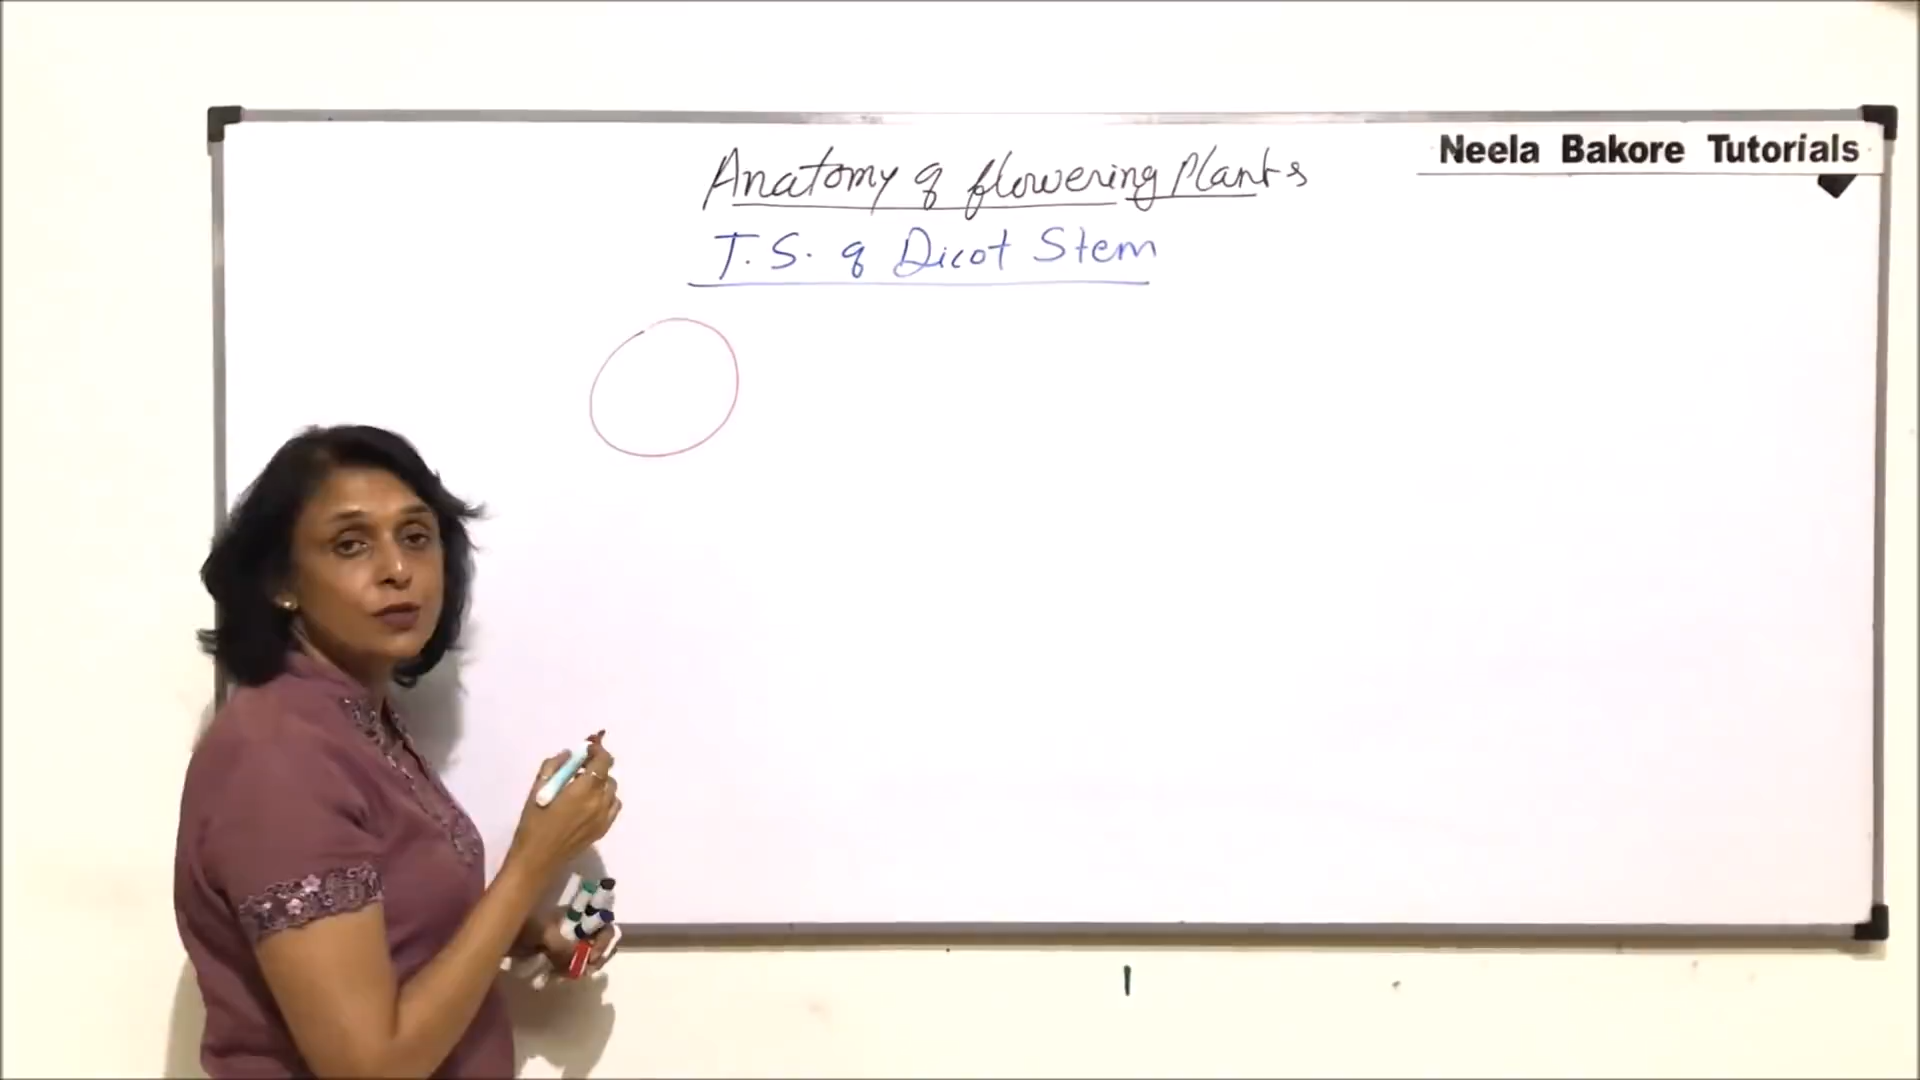 Neela Bakore Tutorials
Anatomy of flowering Plants
T. S. of Dicot Stem